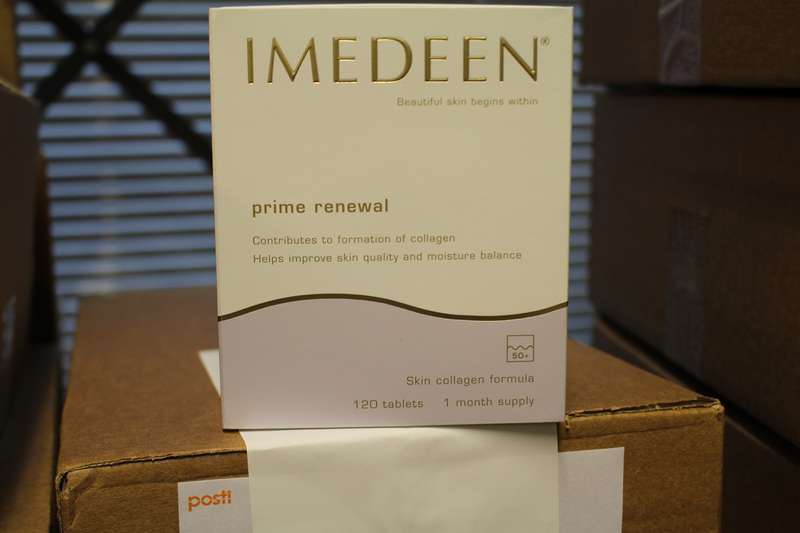 IMEDEEN®
Beautiful skin begins within
prime renewal
Contributes to formation of collagen
Helps improve skin quality and moisture balance
50+
Skin collagen formula
120 tablets 1 month supply
posti